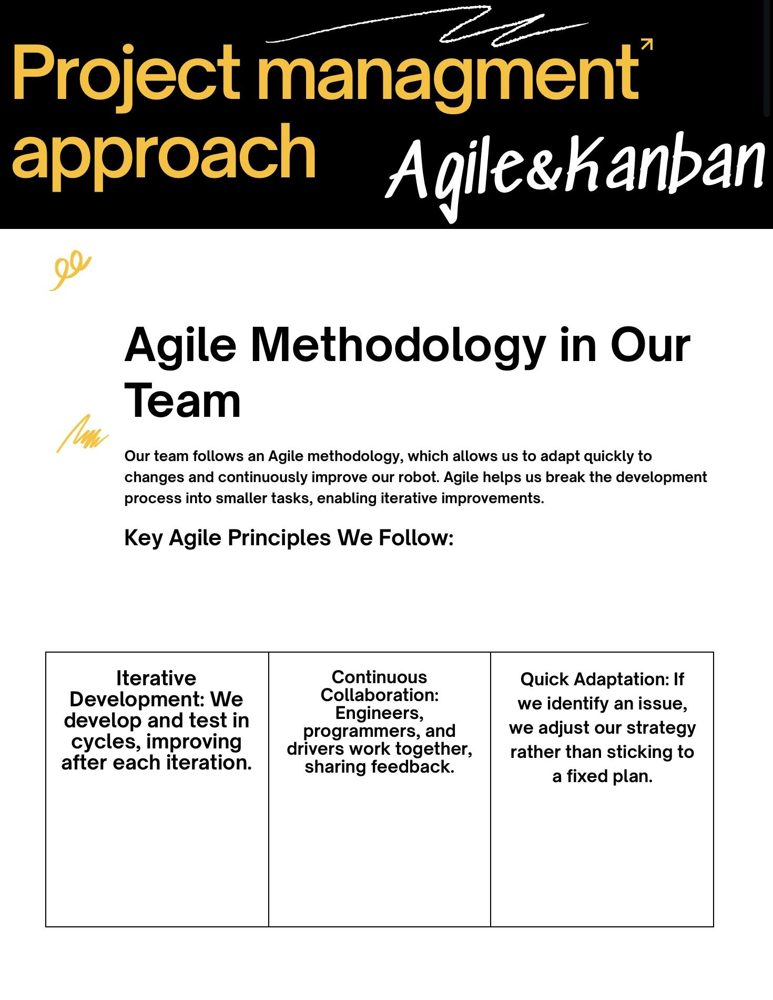 Project managment
approach
Agile&Kanban
Agile Methodology in Our
Team
Our team follows an Agile methodology, which allows us to adapt quickly to
changes and continuously improve our robot. Agile helps us break the development
process into smaller tasks, enabling iterative improvements.
Key Agile Principles We Follow:
Iterative
Development: We
develop and test in
cycles, improving
after each iteration.
Continuous
Collaboration:
Engineers,
programmers, and
drivers work together,
sharing feedback.
Quick Adaptation: If
we identify an issue,
we adjust our strategy
rather than sticking to
a fixed plan.